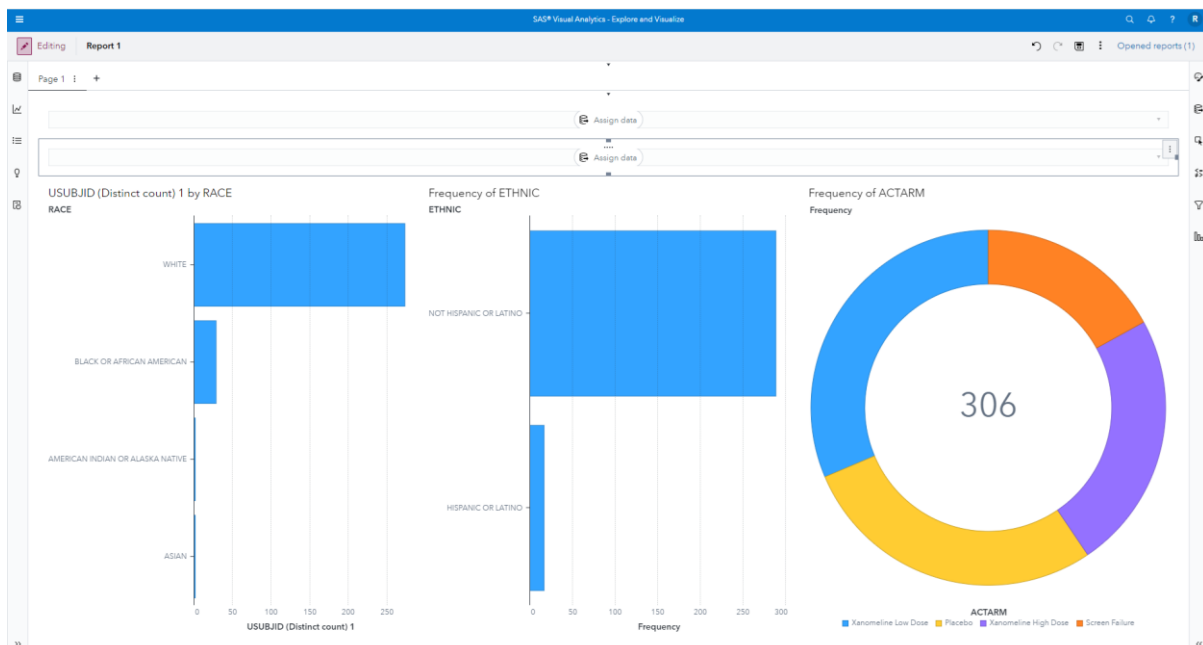 SAS® Visual Analytics - Explore and Visualize
R
Editing Report 1
Opened reports (1)
Page 1
Assign data
Assign data
USUBJID (Distinct count) 1 by RACE
RACE
WHITE
BLACK OR AFRICAN AMERICAN
AMERICAN INDIAN OR ALASKA NATIVE
ASIAN
0 50 100 150 200 250
USUBJID (Distinct count) 1
Frequency of ETHNIC
ETHNIC
NOT HISPANIC OR LATINO
HISPANIC OR LATINO
0 50 100 150 200 250 300
Frequency
Frequency of ACTARM
Frequency
306
ACTARM
Xanomeline Low Dose Placebo Xanomeline High Dose Screen Failure